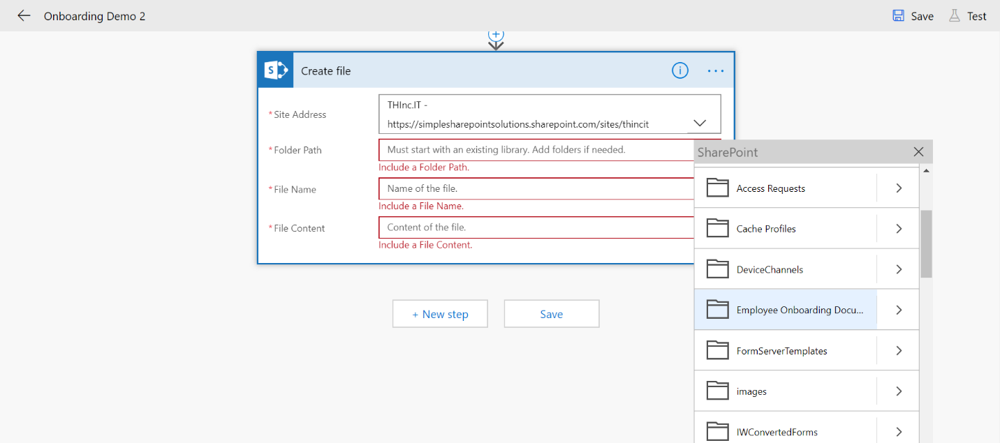 Onboarding Demo 2
Save
Test
S
Create file
* Site Address
THInc.IT -
https://simplesharepointsolutions.sharepoint.com/sites/thincit
* Folder Path
Must start with an existing library. Add folders if needed.
Include a Folder Path.
* File Name
Name of the file.
Include a File Name.
* File Content
Content of the file.
Include a File Content.
+ New step
Save
SharePoint
Access Requests
Cache Profiles
DeviceChannels
Employee Onboarding Docu...
FormServerTemplates
images
IWConvertedForms